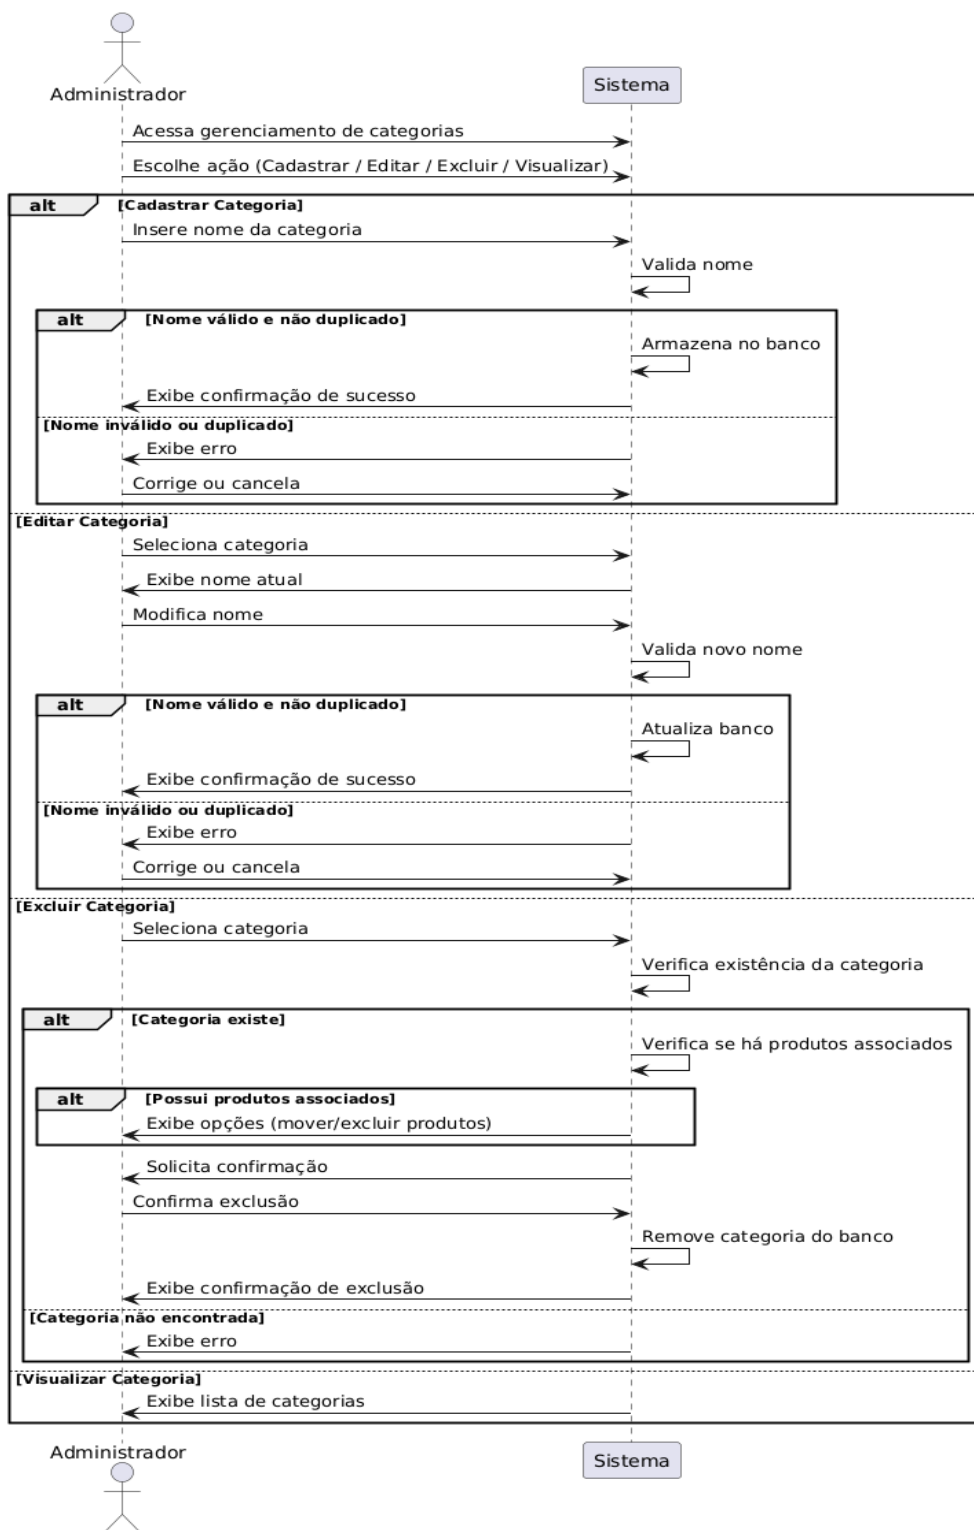 Administrador
Sistema
Acessa gerenciamento de categorias
Escolhe ação (Cadastrar / Editar / Excluir / Visualizar)
alt [Cadastrar Categoria]
Insere nome da categoria
Valida nome
alt [Nome válido e não duplicado]
Armazena no banco
Exibe confirmação de sucesso
[Nome inválido ou duplicado]
Exibe erro
Corrige ou cancela
[Editar Categoria]
Seleciona categoria
Exibe nome atual
Modifica nome
Valida novo nome
alt [Nome válido e não duplicado]
Atualiza banco
Exibe confirmação de sucesso
[Nome inválido ou duplicado]
Exibe erro
Corrige ou cancela
[Excluir Categoria]
Seleciona categoria
Verifica existência da categoria
alt [Categoria existe]
Verifica se há produtos associados
alt [Possui produtos associados]
Exibe opções (mover/excluir produtos)
Solicita confirmação
Confirma exclusão
Remove categoria do banco
Exibe confirmação de exclusão
[Categoria não encontrada]
Exibe erro
[Visualizar Categoria]
Exibe lista de categorias
Administrador
Sistema